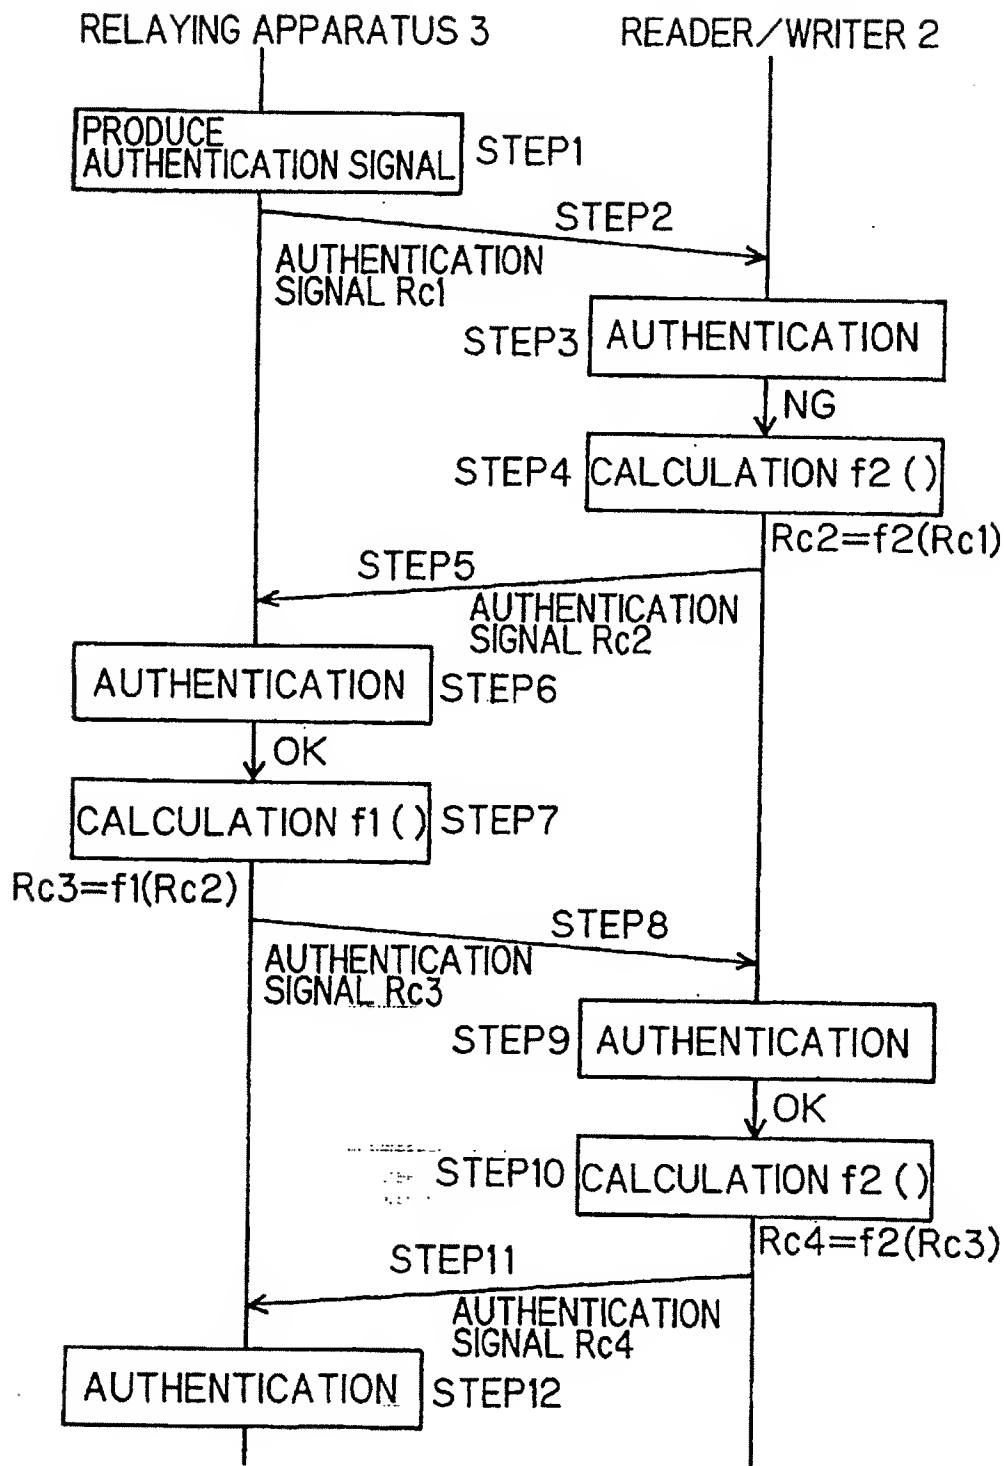 RELAYING APPARATUS 3
READER/WRITER 2
PRODUCE
AUTHENTICATION SIGNAL
STEP1
STEP2
AUTHENTICATION
SIGNAL Rc1
STEP3
AUTHENTICATION
NG
STEP4
CALCULATION f2 ( )
Rc2=f2(Rc1)
STEP5
AUTHENTICATION
SIGNAL Rc2
AUTHENTICATION
STEP6
OK
CALCULATION f1 ( )
STEP7
Rc3=f1(Rc2)
STEP8
AUTHENTICATION
SIGNAL Rc3
STEP9
AUTHENTICATION
OK
STEP10
CALCULATION f2 ( )
Rc4=f2(Rc3)
STEP11
AUTHENTICATION
SIGNAL Rc4
AUTHENTICATION
STEP12